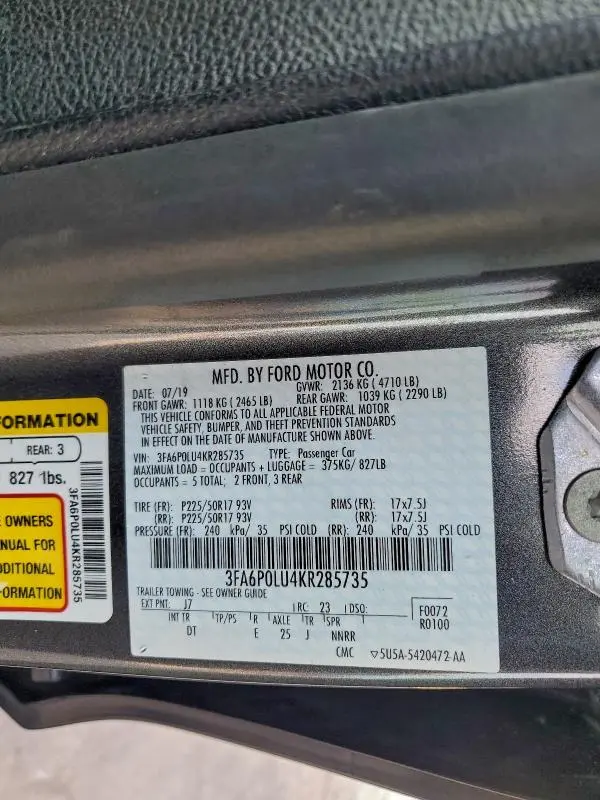 MFD. BY FORD MOTOR CO.
DATE: 07/19 GVWR: 2136 KG ( 4710 LB)
FRONT GAWR: 1118 KG ( 2465 LB) REAR GAWR: 1039 KG ( 2290 LB)
THIS VEHICLE CONFORMS TO ALL APPLICABLE FEDERAL MOTOR
VEHICLE SAFETY, BUMPER, AND THEFT PREVENTION STANDARDS
IN EFFECT ON THE DATE OF MANUFACTURE SHOWN ABOVE.
VIN: 3FA6P0LU4KR285735 TYPE: Passenger Car
MAXIMUM LOAD = OCCUPANTS + LUGGAGE = 375KG/ 827LB
OCCUPANTS = 5 TOTAL; 2 FRONT, 3 REAR
TIRE (FR): P225/50R17 93V RIMS (FR): 17x7.5J
(RR): P225/50R17 93V (RR): 17x7.5J
PRESSURE (FR): 240 kPa/ 35 PSI COLD (RR): 240 kPa/ 35 PSI COLD
3FA6P0LU4KR285735
TRAILER TOWING - SEE OWNER GUIDE
EXT PNT: J7 RC: 23 DSO: F0072
INT TR TP/PS R AXLE TR SPR R0100
DT E 25 J NNRR
CMC ▽5U5A-5420472-AA
FORMATION
REAR: 3
827 lbs.
OWNERS
NUAL FOR
DDITIONAL
FORMATION
3FA6P0LU4KR285735